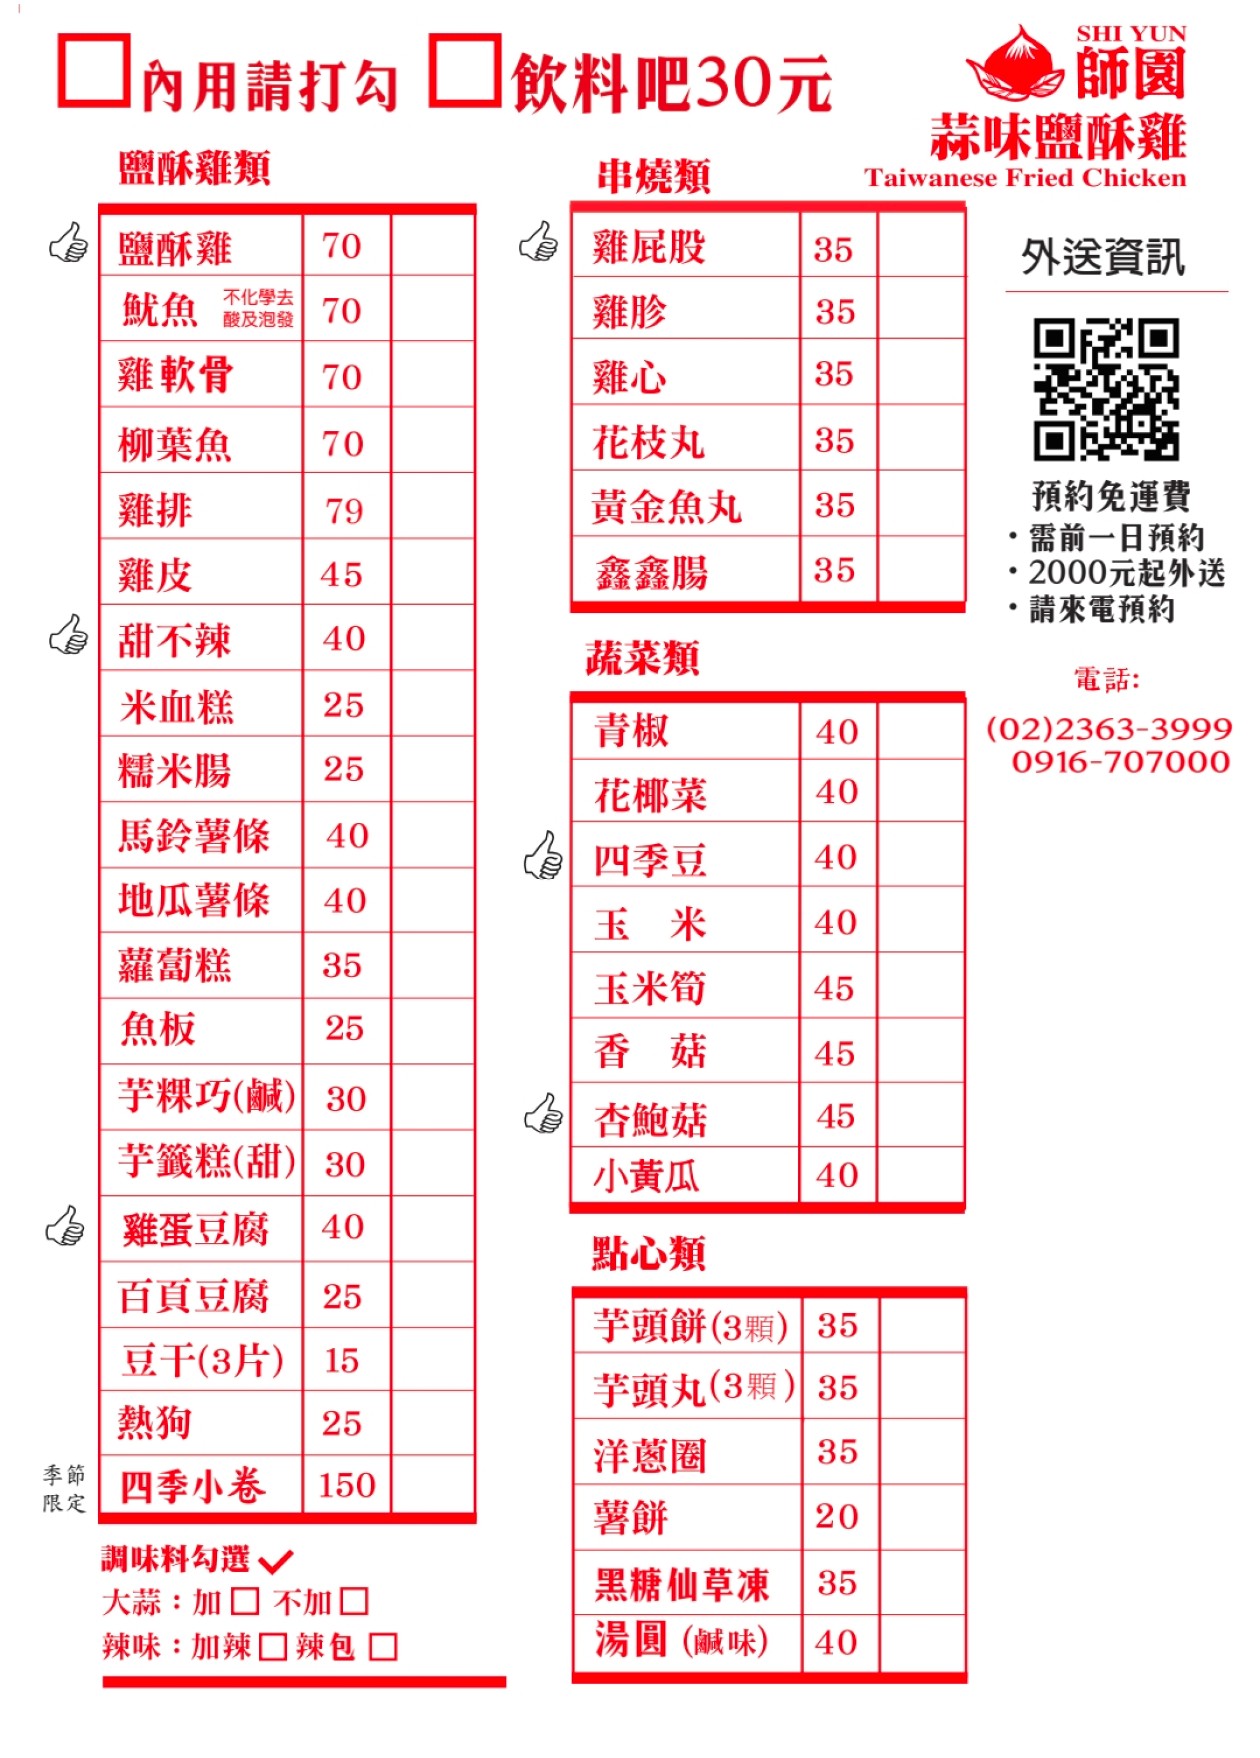 內用請打勾 飲料吧30元
SHI YUN
師園
蒜味鹽酥雞
Taiwanese Fried Chicken
鹽酥雞類
鹽酥雞 70
魷魚 不化學去酸及泡發 70
雞軟骨 70
柳葉魚 70
雞排 79
雞皮 45
甜不辣 40
米血糕 25
糯米腸 25
馬鈴薯條 40
地瓜薯條 40
蘿蔔糕 35
魚板 25
芋粿巧(鹹) 30
芋籤糕(甜) 30
雞蛋豆腐 40
百頁豆腐 25
豆干(3片) 15
熱狗 25
季節限定 四季小卷 150
調味料勾選
大蒜：加 不加
辣味：加辣 辣包
串燒類
雞屁股 35
雞胗 35
雞心 35
花枝丸 35
黃金魚丸 35
鑫鑫腸 35
蔬菜類
青椒 40
花椰菜 40
四季豆 40
玉 米 40
玉米筍 45
香 菇 45
杏鮑菇 45
小黃瓜 40
點心類
芋頭餅(3顆) 35
芋頭丸(3顆) 35
洋蔥圈 35
薯餅 20
黑糖仙草凍 35
湯圓 (鹹味) 40
外送資訊
預約免運費
・需前一日預約
・2000元起外送
・請來電預約
電話:
(02)2363-3999
0916-707000